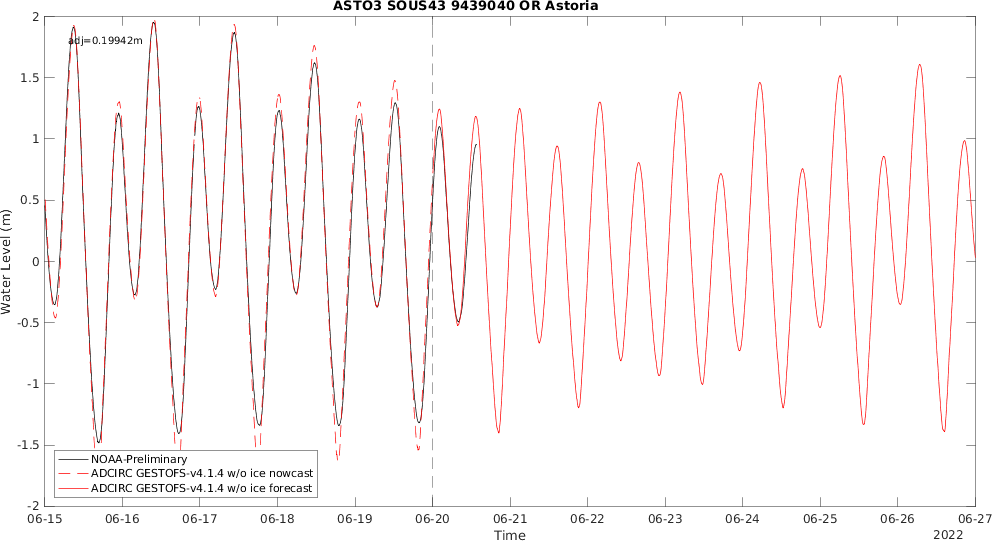 ASTO3 SOUS43 9439040 OR Astoria
adj=0.19942m
2
1.5
1
0.5
0
-0.5
-1
-1.5
-2
Water Level (m)
NOAA-Preliminary
ADCIRC GESTOFS-v4.1.4 w/o ice nowcast
ADCIRC GESTOFS-v4.1.4 w/o ice forecast
06-15 06-16 06-17 06-18 06-19 06-20 06-21 06-22 06-23 06-24 06-25 06-26 06-27
Time
2022